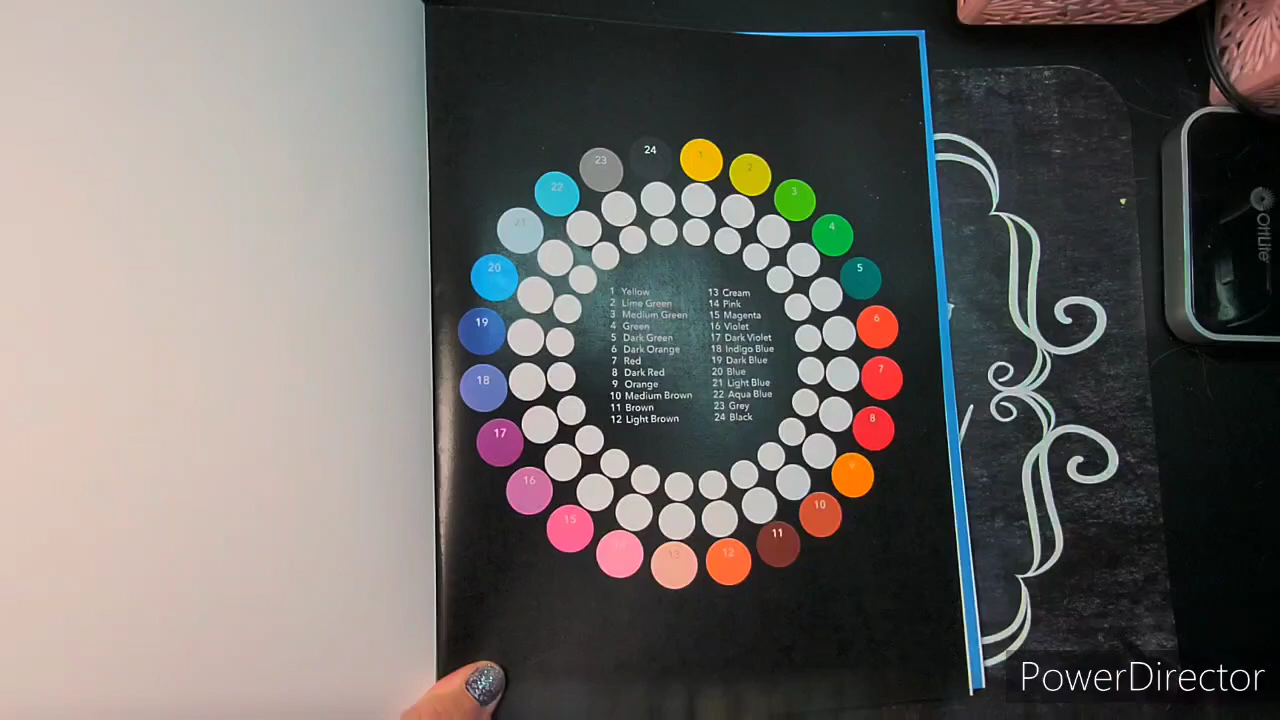 24
1
2
3
4
5
6
7
8
9
10
11
12
13
14
15
16
17
18
19
20
21
22
23
1 Yellow
2 Lime Green
3 Medium Green
4 Green
5 Dark Green
6 Dark Orange
7 Red
8 Dark Red
9 Orange
10 Medium Brown
11 Brown
12 Light Brown
13 Cream
14 Pink
15 Magenta
16 Violet
17 Dark Violet
18 Indigo Blue
19 Dark Blue
20 Blue
21 Light Blue
22 Aqua Blue
23 Grey
24 Black
OttLite
PowerDirector